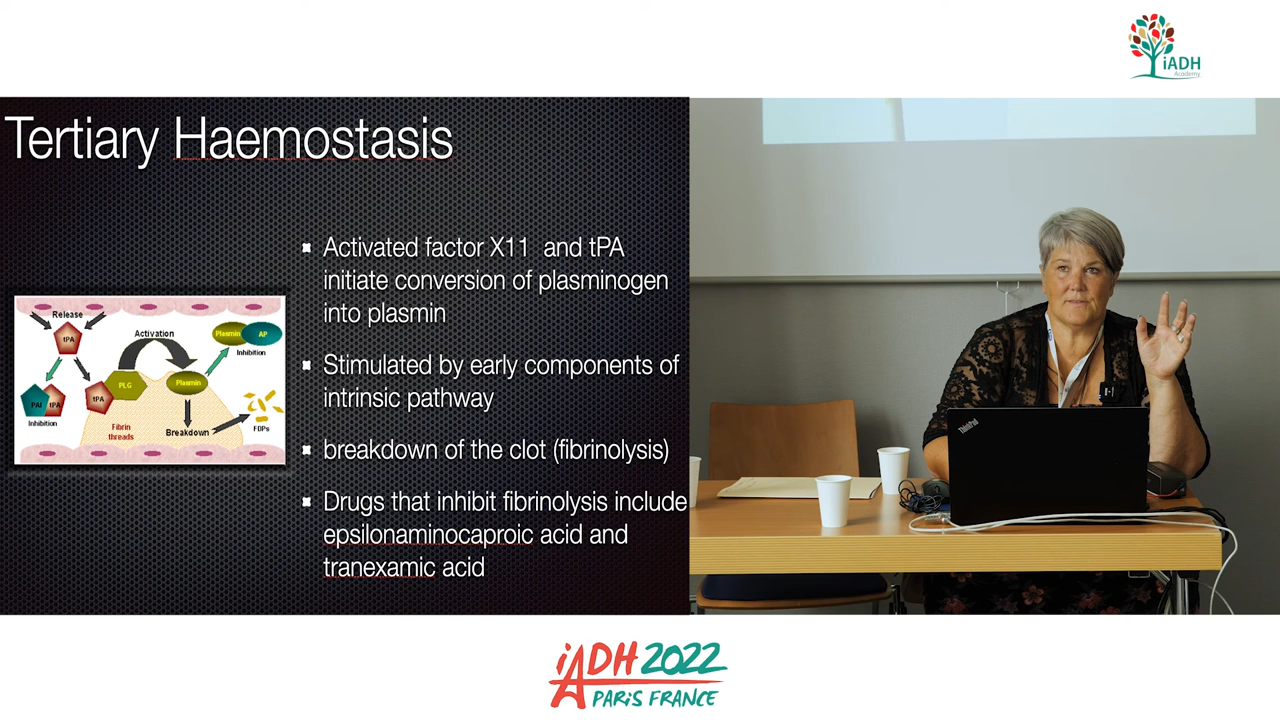 iADH
Academy
Tertiary Haemostasis
Activated factor X11 and tPA
initiate conversion of plasminogen
into plasmin
Stimulated by early components of
intrinsic pathway
breakdown of the clot (fibrinolysis)
Drugs that inhibit fibrinolysis include
epsilonaminocaproic acid and
tranexamic acid
Release
tPA
Activation
Plasmin
AP
Inhibition
PLG
Plasmin
PAI
tPA
tPA
Inhibition
Fibrin
threads
Breakdown
FDPs
ThinkPad
iADH 2022
PARiS FRANCE